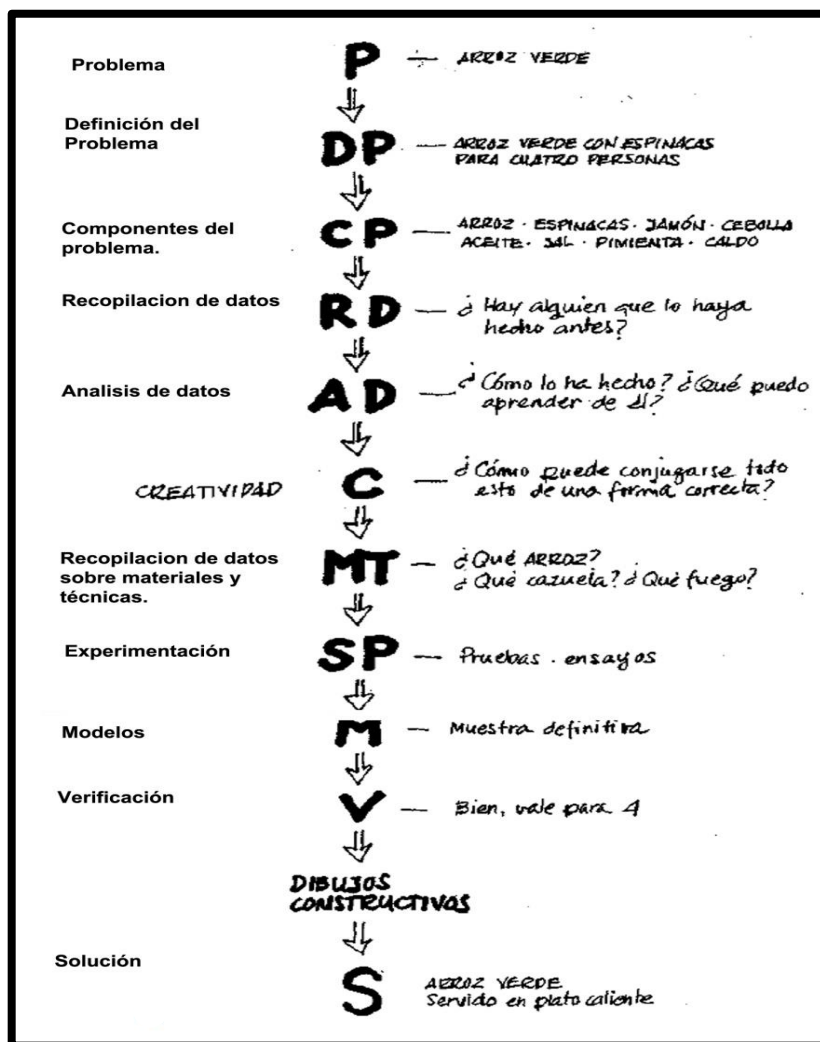 Problema
P — ARROZ VERDE
Definición del
Problema
DP — ARROZ VERDE CON ESPINACAS
PARA CUATRO PERSONAS
Componentes del
problema.
CP — ARROZ · ESPINACAS · JAMÓN · CEBOLLA
ACEITE · SAL · PIMIENTA · CALDO
Recopilacion de datos
RD — ¿Hay alguien que lo haya
hecho antes?
Analisis de datos
AD — ¿Cómo lo ha hecho? ¿Qué puedo
aprender de él?
CREATIVIDAD
C — ¿Cómo puede conjugarse todo
esto de una forma correcta?
Recopilacion de datos
sobre materiales y
técnicas.
MT — ¿Qué ARROZ?
¿Qué cazuela? ¿Qué fuego?
Experimentación
SP — Pruebas · ensayos
Modelos
M — Muestra definitiva
Verificación
V — Bien, vale para 4
DIBUJOS
CONSTRUCTIVOS
Solución
S
ARROZ VERDE
Servido en plato caliente